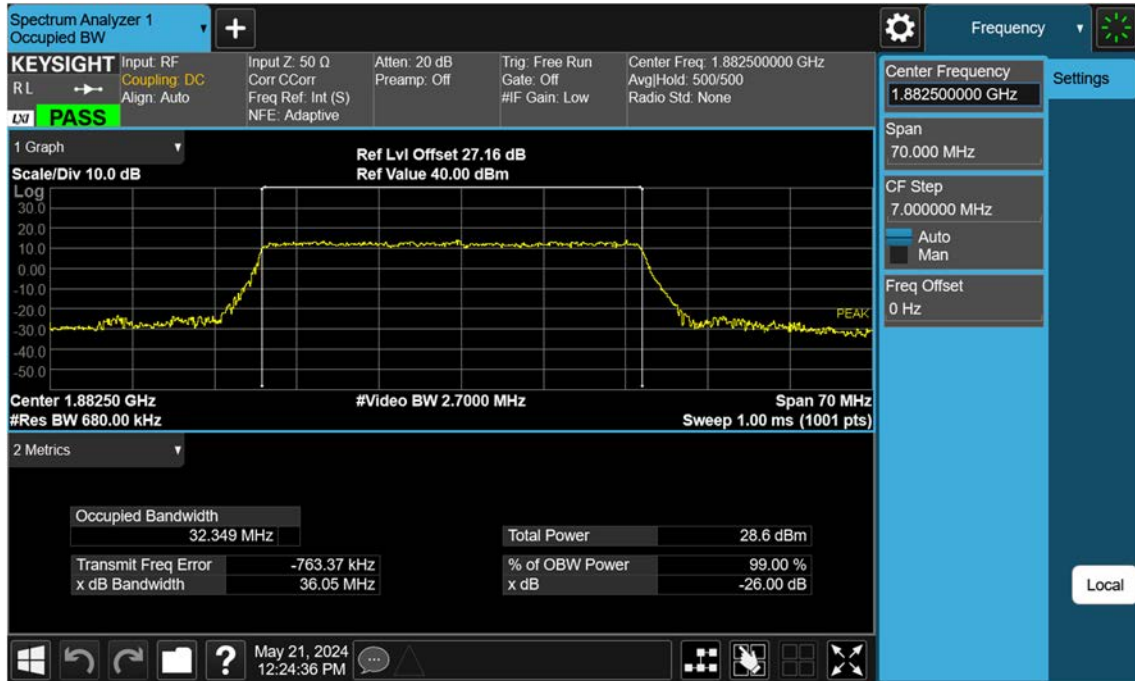 Spectrum Analyzer 1
Occupied BW
+
Frequency
KEYSIGHT
R L
LXI PASS
Input: RF
Coupling: DC
Align: Auto
Input Z: 50 Ω
Corr CCorr
Freq Ref: Int (S)
NFE: Adaptive
Atten: 20 dB
Preamp: Off
Trig: Free Run
Gate: Off
#IF Gain: Low
Center Freq: 1.882500000 GHz
Avg|Hold: 500/500
Radio Std: None
Center Frequency
1.882500000 GHz
Settings
Span
70.000 MHz
CF Step
7.000000 MHz
Auto
Man
Freq Offset
0 Hz
Local
1 Graph
Scale/Div 10.0 dB
Ref Lvl Offset 27.16 dB
Ref Value 40.00 dBm
Log
30.0
20.0
10.0
0.00
-10.0
-20.0
-30.0
-40.0
-50.0
PEAK
Center 1.88250 GHz
#Video BW 2.7000 MHz
Span 70 MHz
#Res BW 680.00 kHz
Sweep 1.00 ms (1001 pts)
2 Metrics
Occupied Bandwidth
32.349 MHz
Total Power 28.6 dBm
Transmit Freq Error -763.37 kHz
% of OBW Power 99.00 %
x dB Bandwidth 36.05 MHz
x dB -26.00 dB
?
May 21, 2024
12:24:36 PM